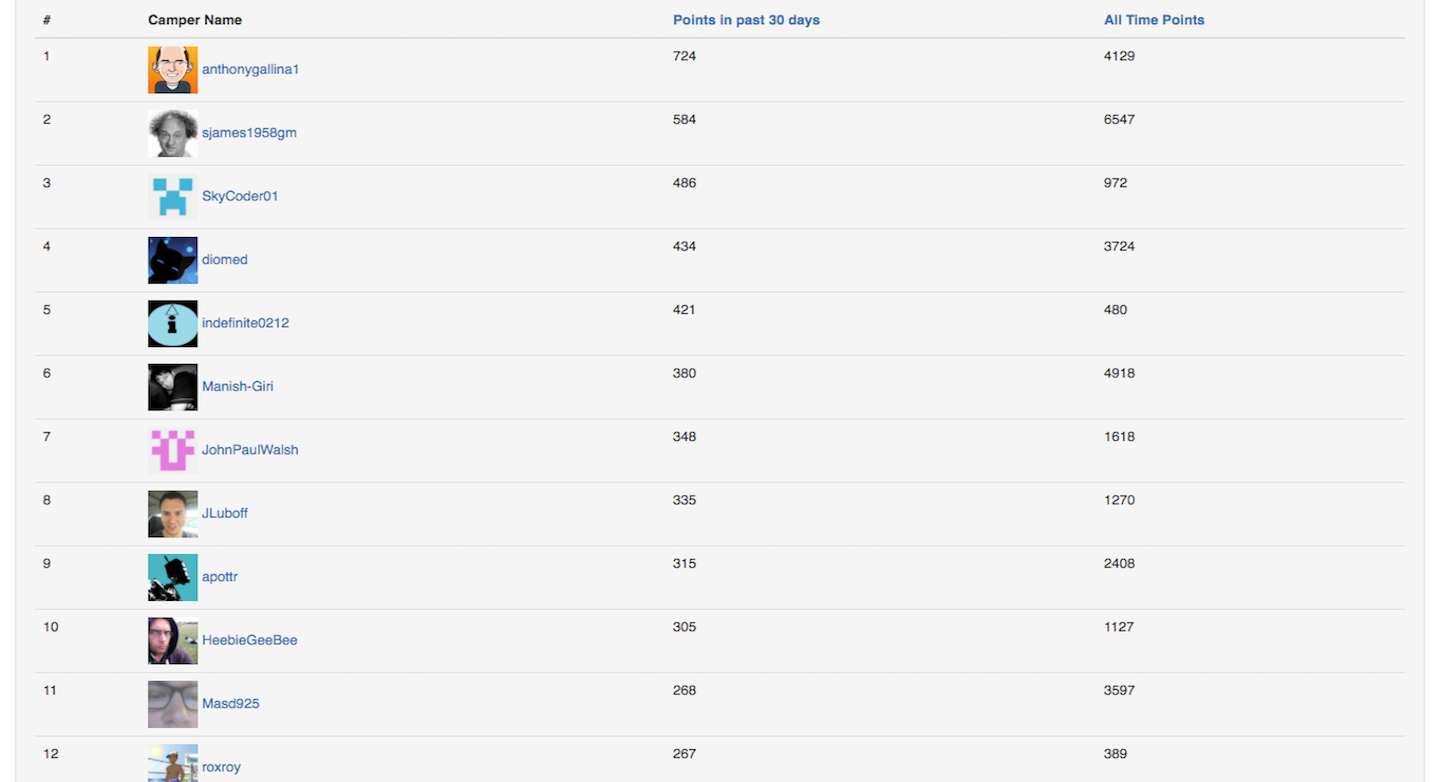 # Camper Name Points in past 30 days All Time Points
1 anthonygallina1 724 4129
2 sjames1958gm 584 6547
3 SkyCoder01 486 972
4 diomed 434 3724
5 indefinite0212 421 480
6 Manish-Giri 380 4918
7 JohnPaulWalsh 348 1618
8 JLuboff 335 1270
9 apottr 315 2408
10 HeebieGeeBee 305 1127
11 Masd925 268 3597
12 roxroy 267 389